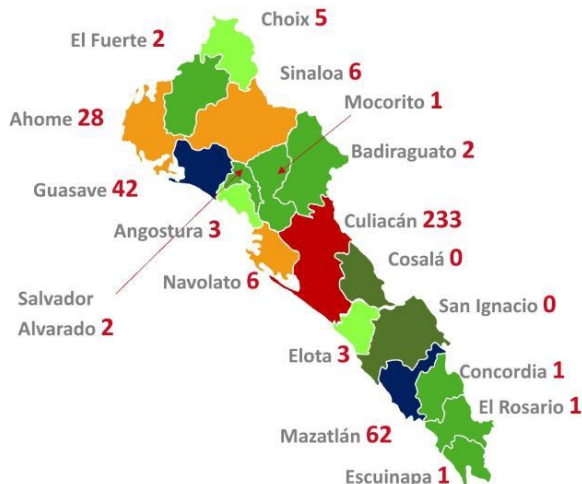 Choix 5
El Fuerte 2
Sinaloa 6
Mocorito 1
Ahome 28
Badiraguato 2
Guasave 42
Culiacán 233
Angostura 3
Cosalá 0
Navolato 6
Salvador
Alvarado 2
San Ignacio 0
Elota 3
Concordia 1
El Rosario 1
Mazatlán 62
Escuinapa 1